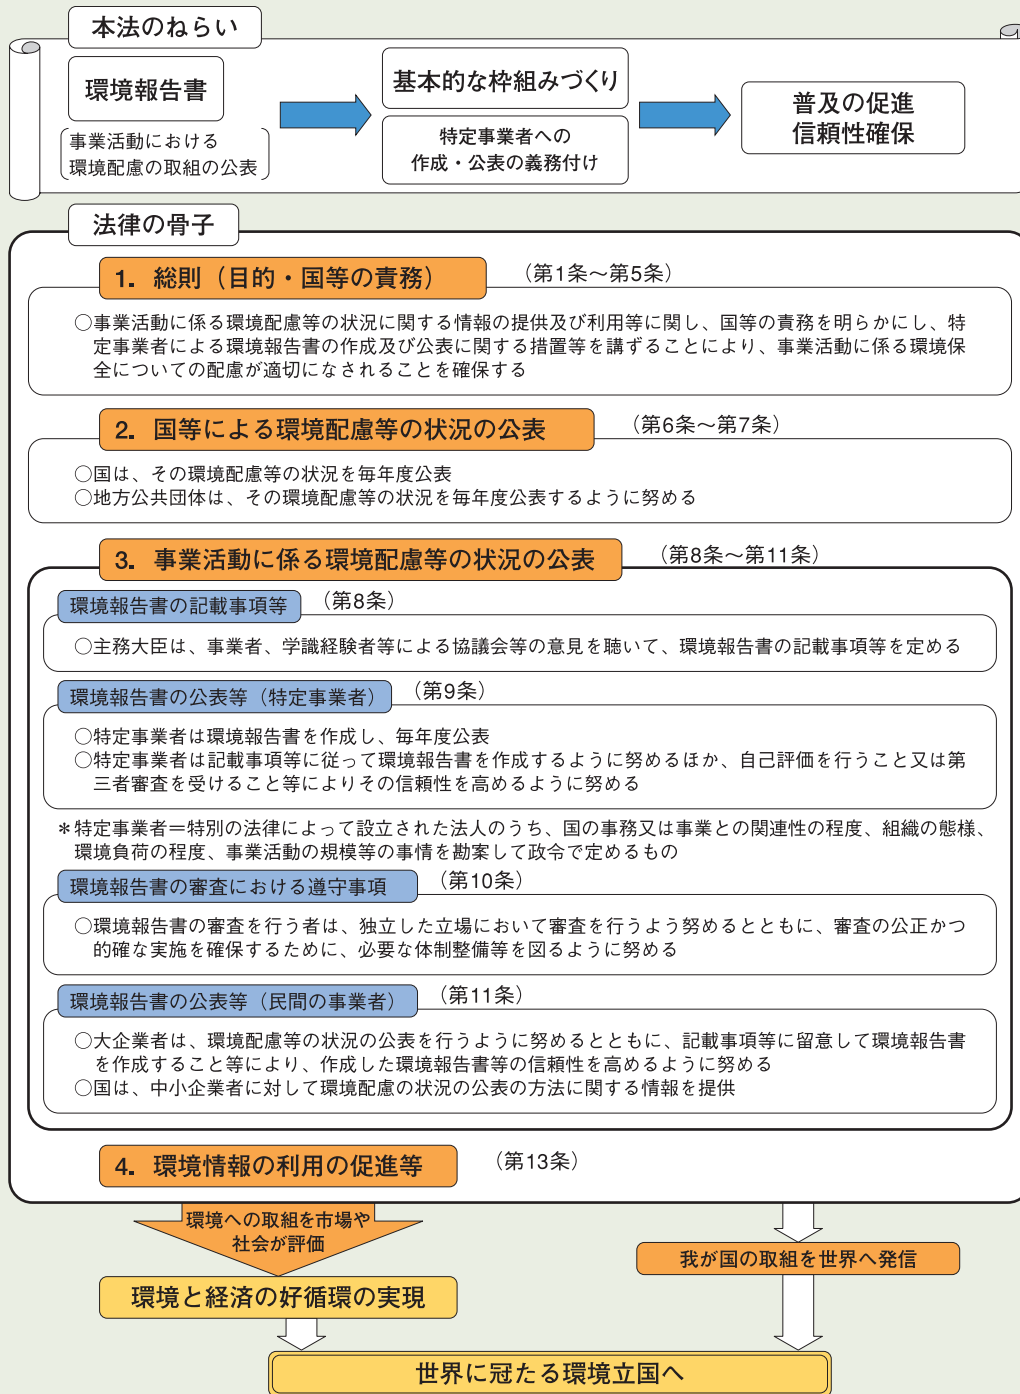 本法のねらい
環境報告書
事業活動における
環境配慮の取組の公表
基本的な枠組みづくり
特定事業者への
作成・公表の義務付け
普及の促進
信頼性確保
法律の骨子
1. 総則（目的・国等の責務）
（第1条～第5条）
○事業活動に係る環境配慮等の状況に関する情報の提供及び利用等に関し、国等の責務を明らかにし、特
定事業者による環境報告書の作成及び公表に関する措置等を講ずることにより、事業活動に係る環境保
全についての配慮が適切になされることを確保する
2. 国等による環境配慮等の状況の公表
（第6条～第7条）
○国は、その環境配慮等の状況を毎年度公表
○地方公共団体は、その環境配慮等の状況を毎年度公表するように努める
3. 事業活動に係る環境配慮等の状況の公表
（第8条～第11条）
環境報告書の記載事項等
（第8条）
○主務大臣は、事業者、学識経験者等による協議会等の意見を聴いて、環境報告書の記載事項等を定める
環境報告書の公表等（特定事業者）
（第9条）
○特定事業者は環境報告書を作成し、毎年度公表
○特定事業者は記載事項等に従って環境報告書を作成するように努めるほか、自己評価を行うこと又は第
三者審査を受けること等によりその信頼性を高めるように努める
＊特定事業者＝特別の法律によって設立された法人のうち、国の事務又は事業との関連性の程度、組織の態様、
環境負荷の程度、事業活動の規模等の事情を勘案して政令で定めるもの
環境報告書の審査における遵守事項
（第10条）
○環境報告書の審査を行う者は、独立した立場において審査を行うよう努めるとともに、審査の公正かつ
的確な実施を確保するために、必要な体制整備等を図るように努める
環境報告書の公表等（民間の事業者）
（第11条）
○大企業者は、環境配慮等の状況の公表を行うように努めるとともに、記載事項等に留意して環境報告書
を作成すること等により、作成した環境報告書等の信頼性を高めるように努める
○国は、中小企業者に対して環境配慮の状況の公表の方法に関する情報を提供
4. 環境情報の利用の促進等
（第13条）
環境への取組を市場や
社会が評価
我が国の取組を世界へ発信
環境と経済の好循環の実現
世界に冠たる環境立国へ